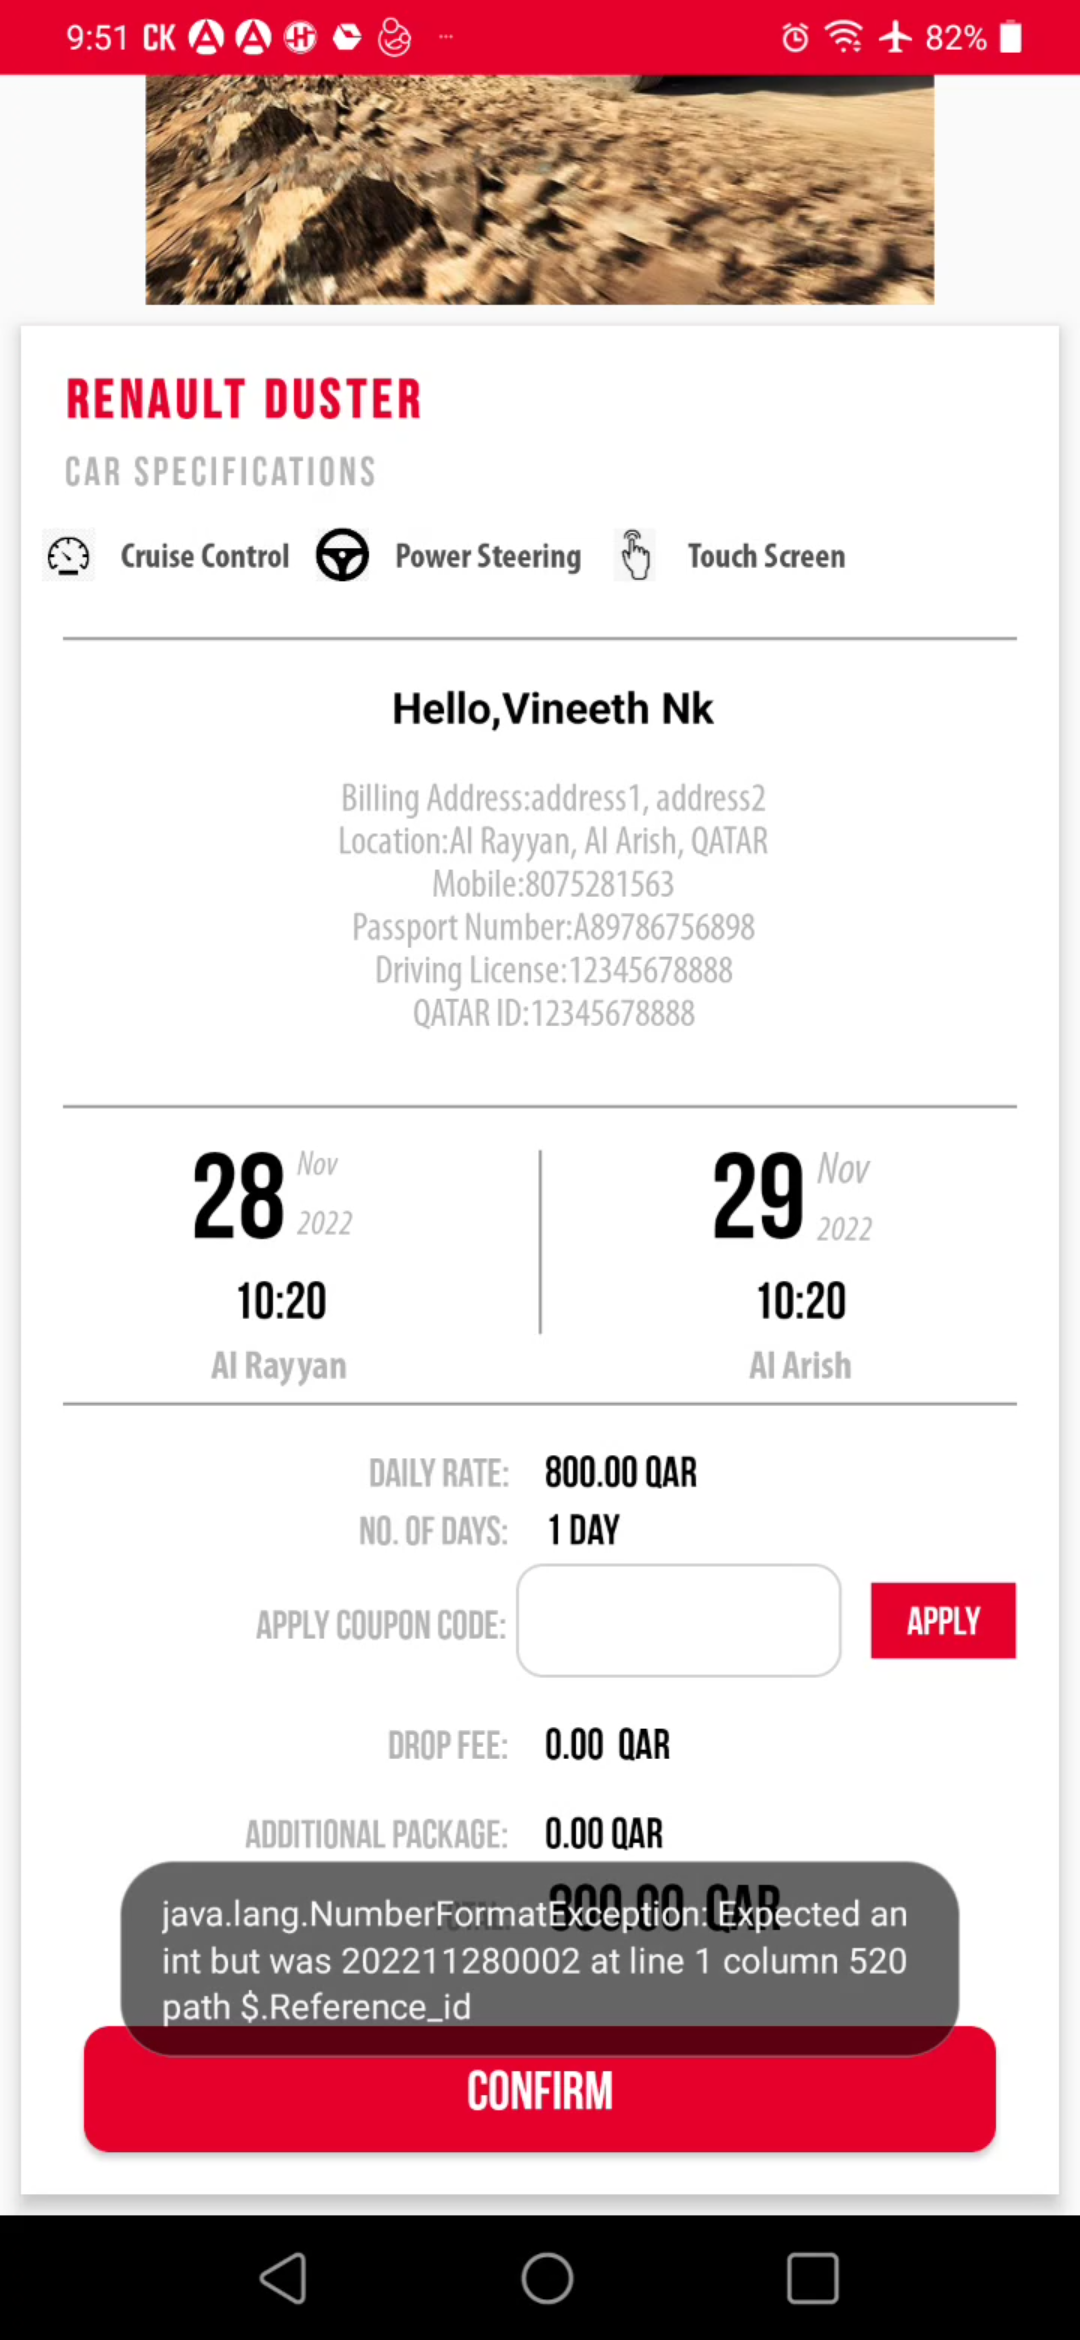 9:51 CK ... 82%
RENAULT DUSTER
CAR SPECIFICATIONS
Cruise Control Power Steering Touch Screen
Hello,Vineeth Nk
Billing Address:address1, address2
Location:Al Rayyan, Al Arish, QATAR
Mobile:8075281563
Passport Number:A89786756898
Driving License:12345678888
QATAR ID:12345678888
28 Nov 2022
10:20
Al Rayyan
29 Nov 2022
10:20
Al Arish
DAILY RATE: 800.00 QAR
NO. OF DAYS: 1 DAY
APPLY COUPON CODE: APPLY
DROP FEE: 0.00 QAR
ADDITIONAL PACKAGE: 0.00 QAR
TOTAL: 800.00 QAR
java.lang.NumberFormatException: Expected an
int but was 202211280002 at line 1 column 520
path $.Reference_id
CONFIRM